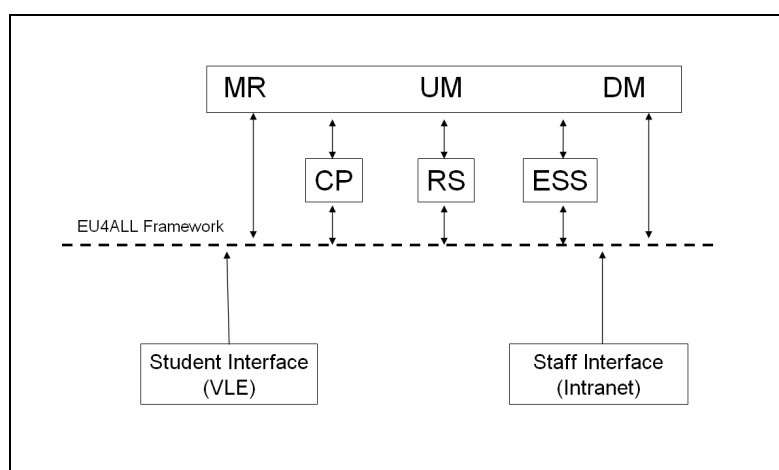 MR UM DM
CP RS ESS
EU4ALL Framework
Student Interface
(VLE)
Staff Interface
(Intranet)